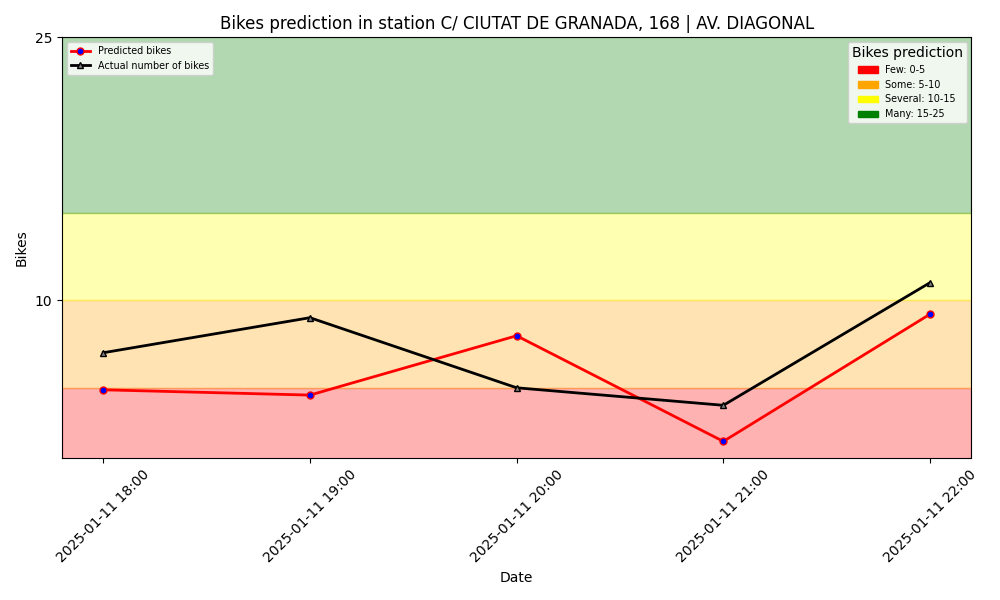 Bikes prediction in station C/ CIUTAT DE GRANADA, 168 | AV. DIAGONAL
25
Predicted bikes
Actual number of bikes
Bikes prediction
Few: 0-5
Some: 5-10
Several: 10-15
Many: 15-25
Bikes
10
2025-01-11 18:00
2025-01-11 19:00
2025-01-11 20:00
2025-01-11 21:00
2025-01-11 22:00
Date